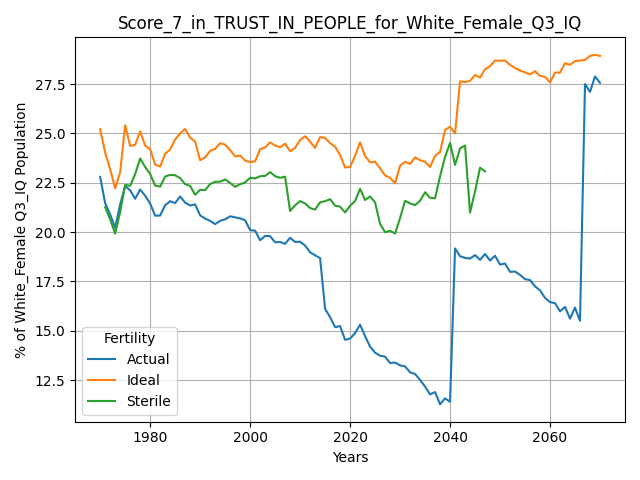 Score_7_in_TRUST_IN_PEOPLE_for_White_Female_Q3_IQ
% of White_Female Q3_IQ Population
27.5
25.0
22.5
20.0
17.5
15.0
12.5
Fertility
Actual
Ideal
Sterile
1980
2000
2020
2040
2060
Years